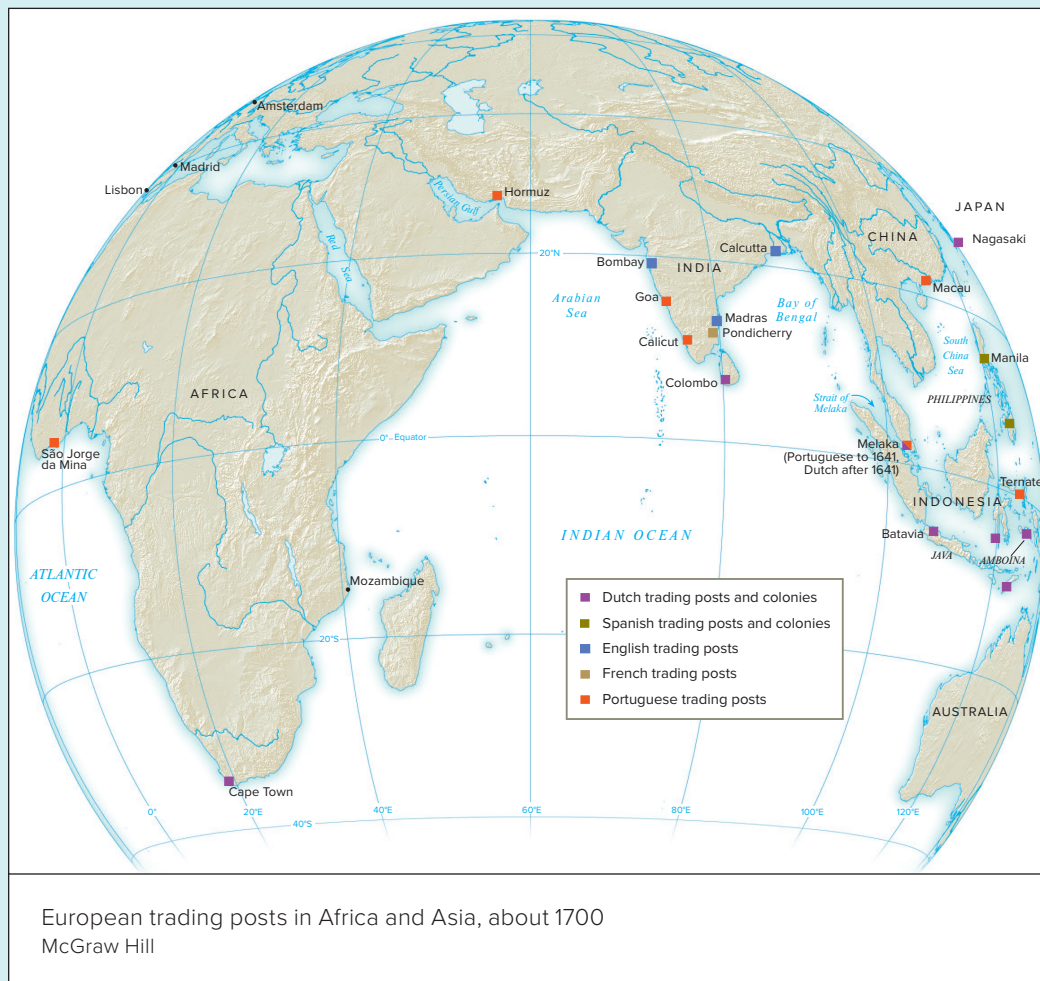 Amsterdam
Madrid
Lisbon
Hormuz
Persian Gulf
Red
Sea
JAPAN
Nagasaki
CHINA
Calcutta
20°N
Bombay
INDIA
Macau
Arabian
Sea
Goa
Bay of
Bengal
Madras
Pondicherry
Calicut
South
China
Sea
Manila
Colombo
AFRICA
Strait of
Melaka
PHILIPPINES
0° Equator
São Jorge
da Mina
Melaka
(Portuguese to 1641,
Dutch after 1641)
Ternate
INDONESIA
INDIAN OCEAN
Batavia
JAVA
AMBOINA
ATLANTIC
OCEAN
Mozambique
Dutch trading posts and colonies
Spanish trading posts and colonies
English trading posts
French trading posts
Portuguese trading posts
20°S
AUSTRALIA
Cape Town
0°
20°E
40°S
40°E
60°E
80°E
100°E
120°E
European trading posts in Africa and Asia, about 1700
McGraw Hill